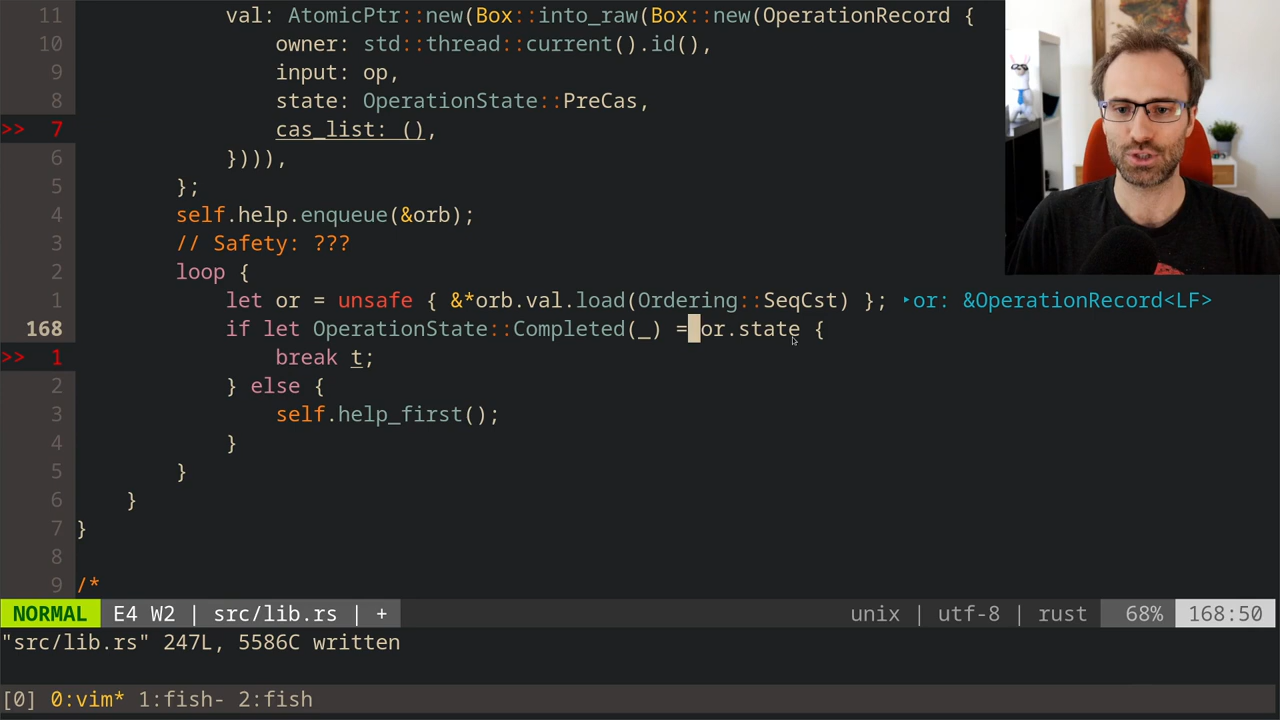 11 val: AtomicPtr::new(Box::into_raw(Box::new(OperationRecord {
10 owner: std::thread::current().id(),
9 input: op,
8 state: OperationState::PreCas,
>> 7 cas_list: (),
6 }))),
5 };
4 self.help.enqueue(&orb);
3 // Safety: ???
2 loop {
1 let or = unsafe { &*orb.val.load(Ordering::SeqCst) }; ‣or: &OperationRecord<LF>
168 if let OperationState::Completed(_) = or.state {
>> 1 break t;
2 } else {
3 self.help_first();
4 }
5 }
6 }
7 }
8
9 /*
NORMAL E4 W2 | src/lib.rs | + unix | utf-8 | rust 68% 168:50
"src/lib.rs" 247L, 5586C written
[0] 0:vim* 1:fish- 2:fish